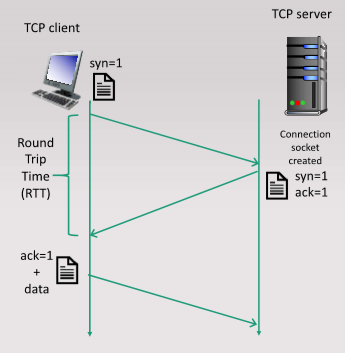 TCP client
TCP server
syn=1
Connection
socket
created
Round
Trip
Time
(RTT)
syn=1
ack=1
ack=1
+
data